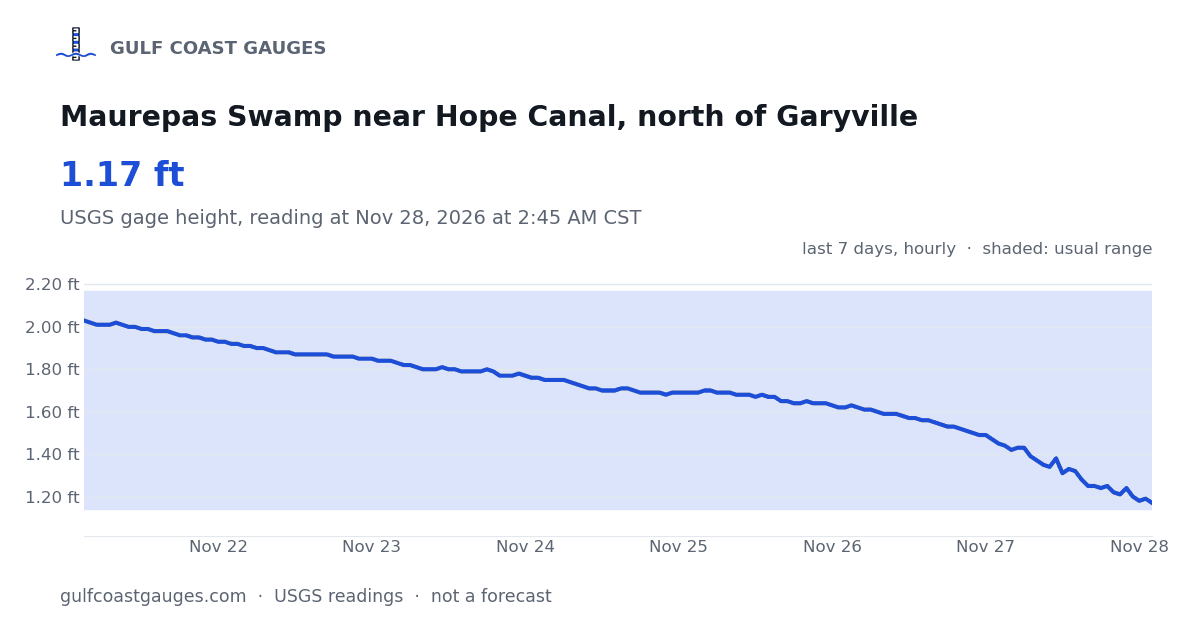 GULF COAST GAUGES
Maurepas Swamp near Hope Canal, north of Garyville
1.17 ft
USGS gage height, reading at Nov 28, 2026 at 2:45 AM CST
last 7 days, hourly · shaded: usual range
2.20 ft
2.00 ft
1.80 ft
1.60 ft
1.40 ft
1.20 ft
Nov 22 Nov 23 Nov 24 Nov 25 Nov 26 Nov 27 Nov 28
gulfcoastgauges.com · USGS readings · not a forecast